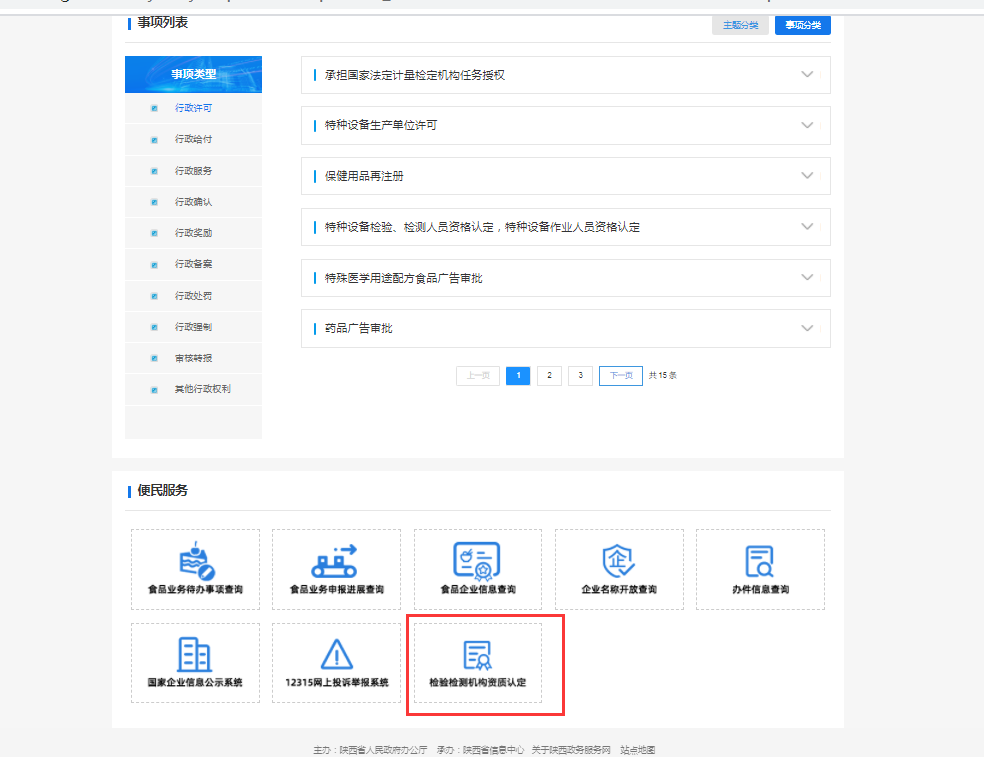 事项列表
主题分类
事项分类
事项类型
行政许可
行政给付
行政服务
行政确认
行政奖励
行政备案
行政处罚
行政强制
审核转报
其他行政权利
承担国家法定计量检定机构任务授权
特种设备生产单位许可
保健用品再注册
特种设备检验、检测人员资格认定，特种设备作业人员资格认定
特殊医学用途配方食品广告审批
药品广告审批
上一页 1 2 3 下一页 共 15 条
便民服务
食品业务待办事项查询
食品业务申报进展查询
食品企业信息查询
企业名称开放查询
办件信息查询
国家企业信息公示系统
12315网上投诉举报系统
检验检测机构资质认定
主办：陕西省人民政府办公厅 承办：陕西省信息中心 关于陕西政务服务网 站点地图